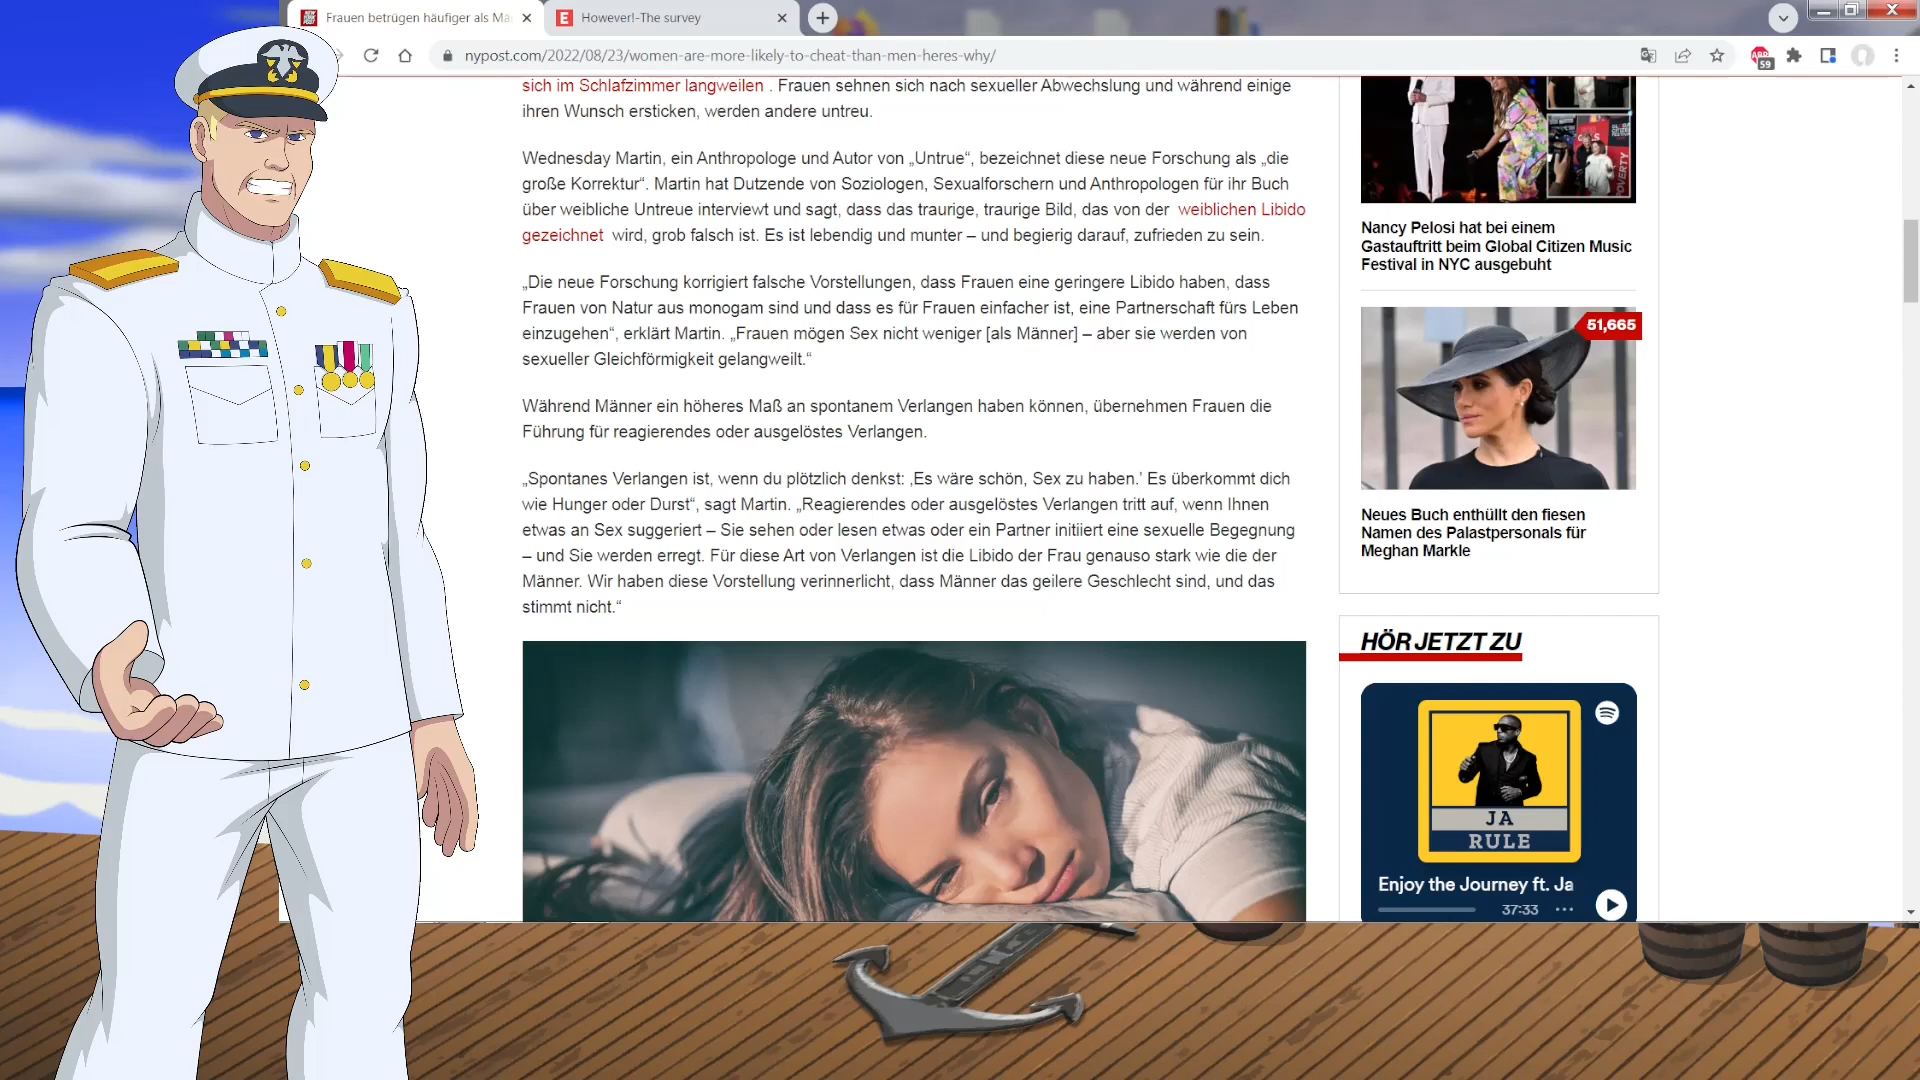 Frauen betrügen häufiger als Mä
However!-The survey
nypost.com/2022/08/23/women-are-more-likely-to-cheat-than-men-heres-why/
59
sich im Schlafzimmer langweilen . Frauen sehnen sich nach sexueller Abwechslung und während einige
ihren Wunsch ersticken, werden andere untreu.
Wednesday Martin, ein Anthropologe und Autor von „Untrue“, bezeichnet diese neue Forschung als „die
große Korrektur“. Martin hat Dutzende von Soziologen, Sexualforschern und Anthropologen für ihr Buch
über weibliche Untreue interviewt und sagt, dass das traurige, traurige Bild, das von der weiblichen Libido
gezeichnet wird, grob falsch ist. Es ist lebendig und munter – und begierig darauf, zufrieden zu sein.
„Die neue Forschung korrigiert falsche Vorstellungen, dass Frauen eine geringere Libido haben, dass
Frauen von Natur aus monogam sind und dass es für Frauen einfacher ist, eine Partnerschaft fürs Leben
einzugehen“, erklärt Martin. „Frauen mögen Sex nicht weniger [als Männer] – aber sie werden von
sexueller Gleichförmigkeit gelangweilt.“
Während Männer ein höheres Maß an spontanem Verlangen haben können, übernehmen Frauen die
Führung für reagierendes oder ausgelöstes Verlangen.
„Spontanes Verlangen ist, wenn du plötzlich denkst: ‚Es wäre schön, Sex zu haben.’ Es überkommt dich
wie Hunger oder Durst“, sagt Martin. „Reagierendes oder ausgelöstes Verlangen tritt auf, wenn Ihnen
etwas an Sex suggeriert – Sie sehen oder lesen etwas oder ein Partner initiiert eine sexuelle Begegnung
– und Sie werden erregt. Für diese Art von Verlangen ist die Libido der Frau genauso stark wie die der
Männer. Wir haben diese Vorstellung verinnerlicht, dass Männer das geilere Geschlecht sind, und das
stimmt nicht.“
POVERTY
Nancy Pelosi hat bei einem
Gastauftritt beim Global Citizen Music
Festival in NYC ausgebuht
51,665
Neues Buch enthüllt den fiesen
Namen des Palastpersonals für
Meghan Markle
HÖR JETZT ZU
JA
RULE
Enjoy the Journey ft. Ja
37:33